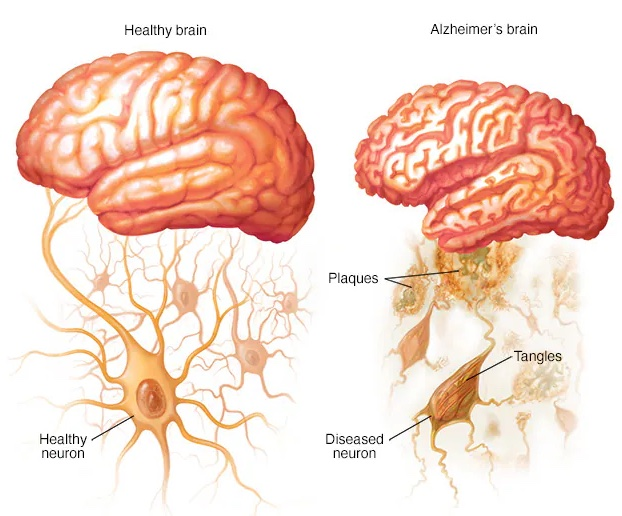 Healthy brain
Alzheimer's brain
Plaques
Tangles
Healthy
neuron
Diseased
neuron